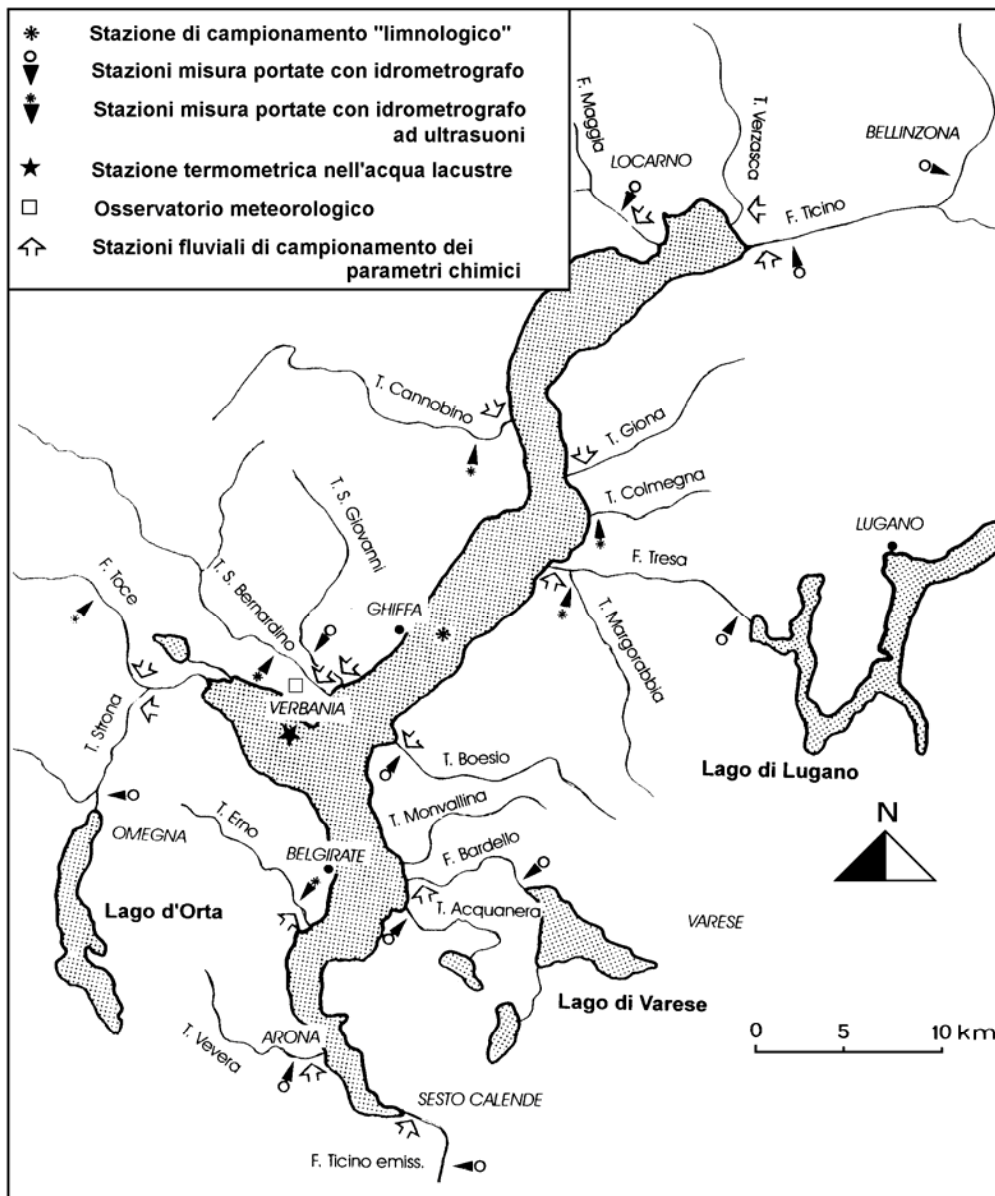 Stazione di campionamento "limnologico"
Stazioni misura portate con idrometrografo
Stazioni misura portate con idrometrografo
ad ultrasuoni
Stazione termometrica nell'acqua lacustre
Osservatorio meteorologico
Stazioni fluviali di campionamento dei
parametri chimici
F. Maggia
LOCARNO
T. Verzasca
BELLINZONA
F. Ticino
T. Cannobino
T. Giona
T. Colmegna
LUGANO
F. Tresa
T. S. Giovanni
T. S. Bernardino
F. Toce
GHIFFA
T. Margorabbia
VERBANIA
T. Strona
T. Boesio
Lago di Lugano
T. Monvallina
N
T. Erno
OMEGNA
BELGIRATE
F. Bardello
Lago d'Orta
T. Acquanera
VARESE
Lago di Varese
0 5 10 km
ARONA
T. Vevera
SESTO CALENDE
F. Ticino emiss.